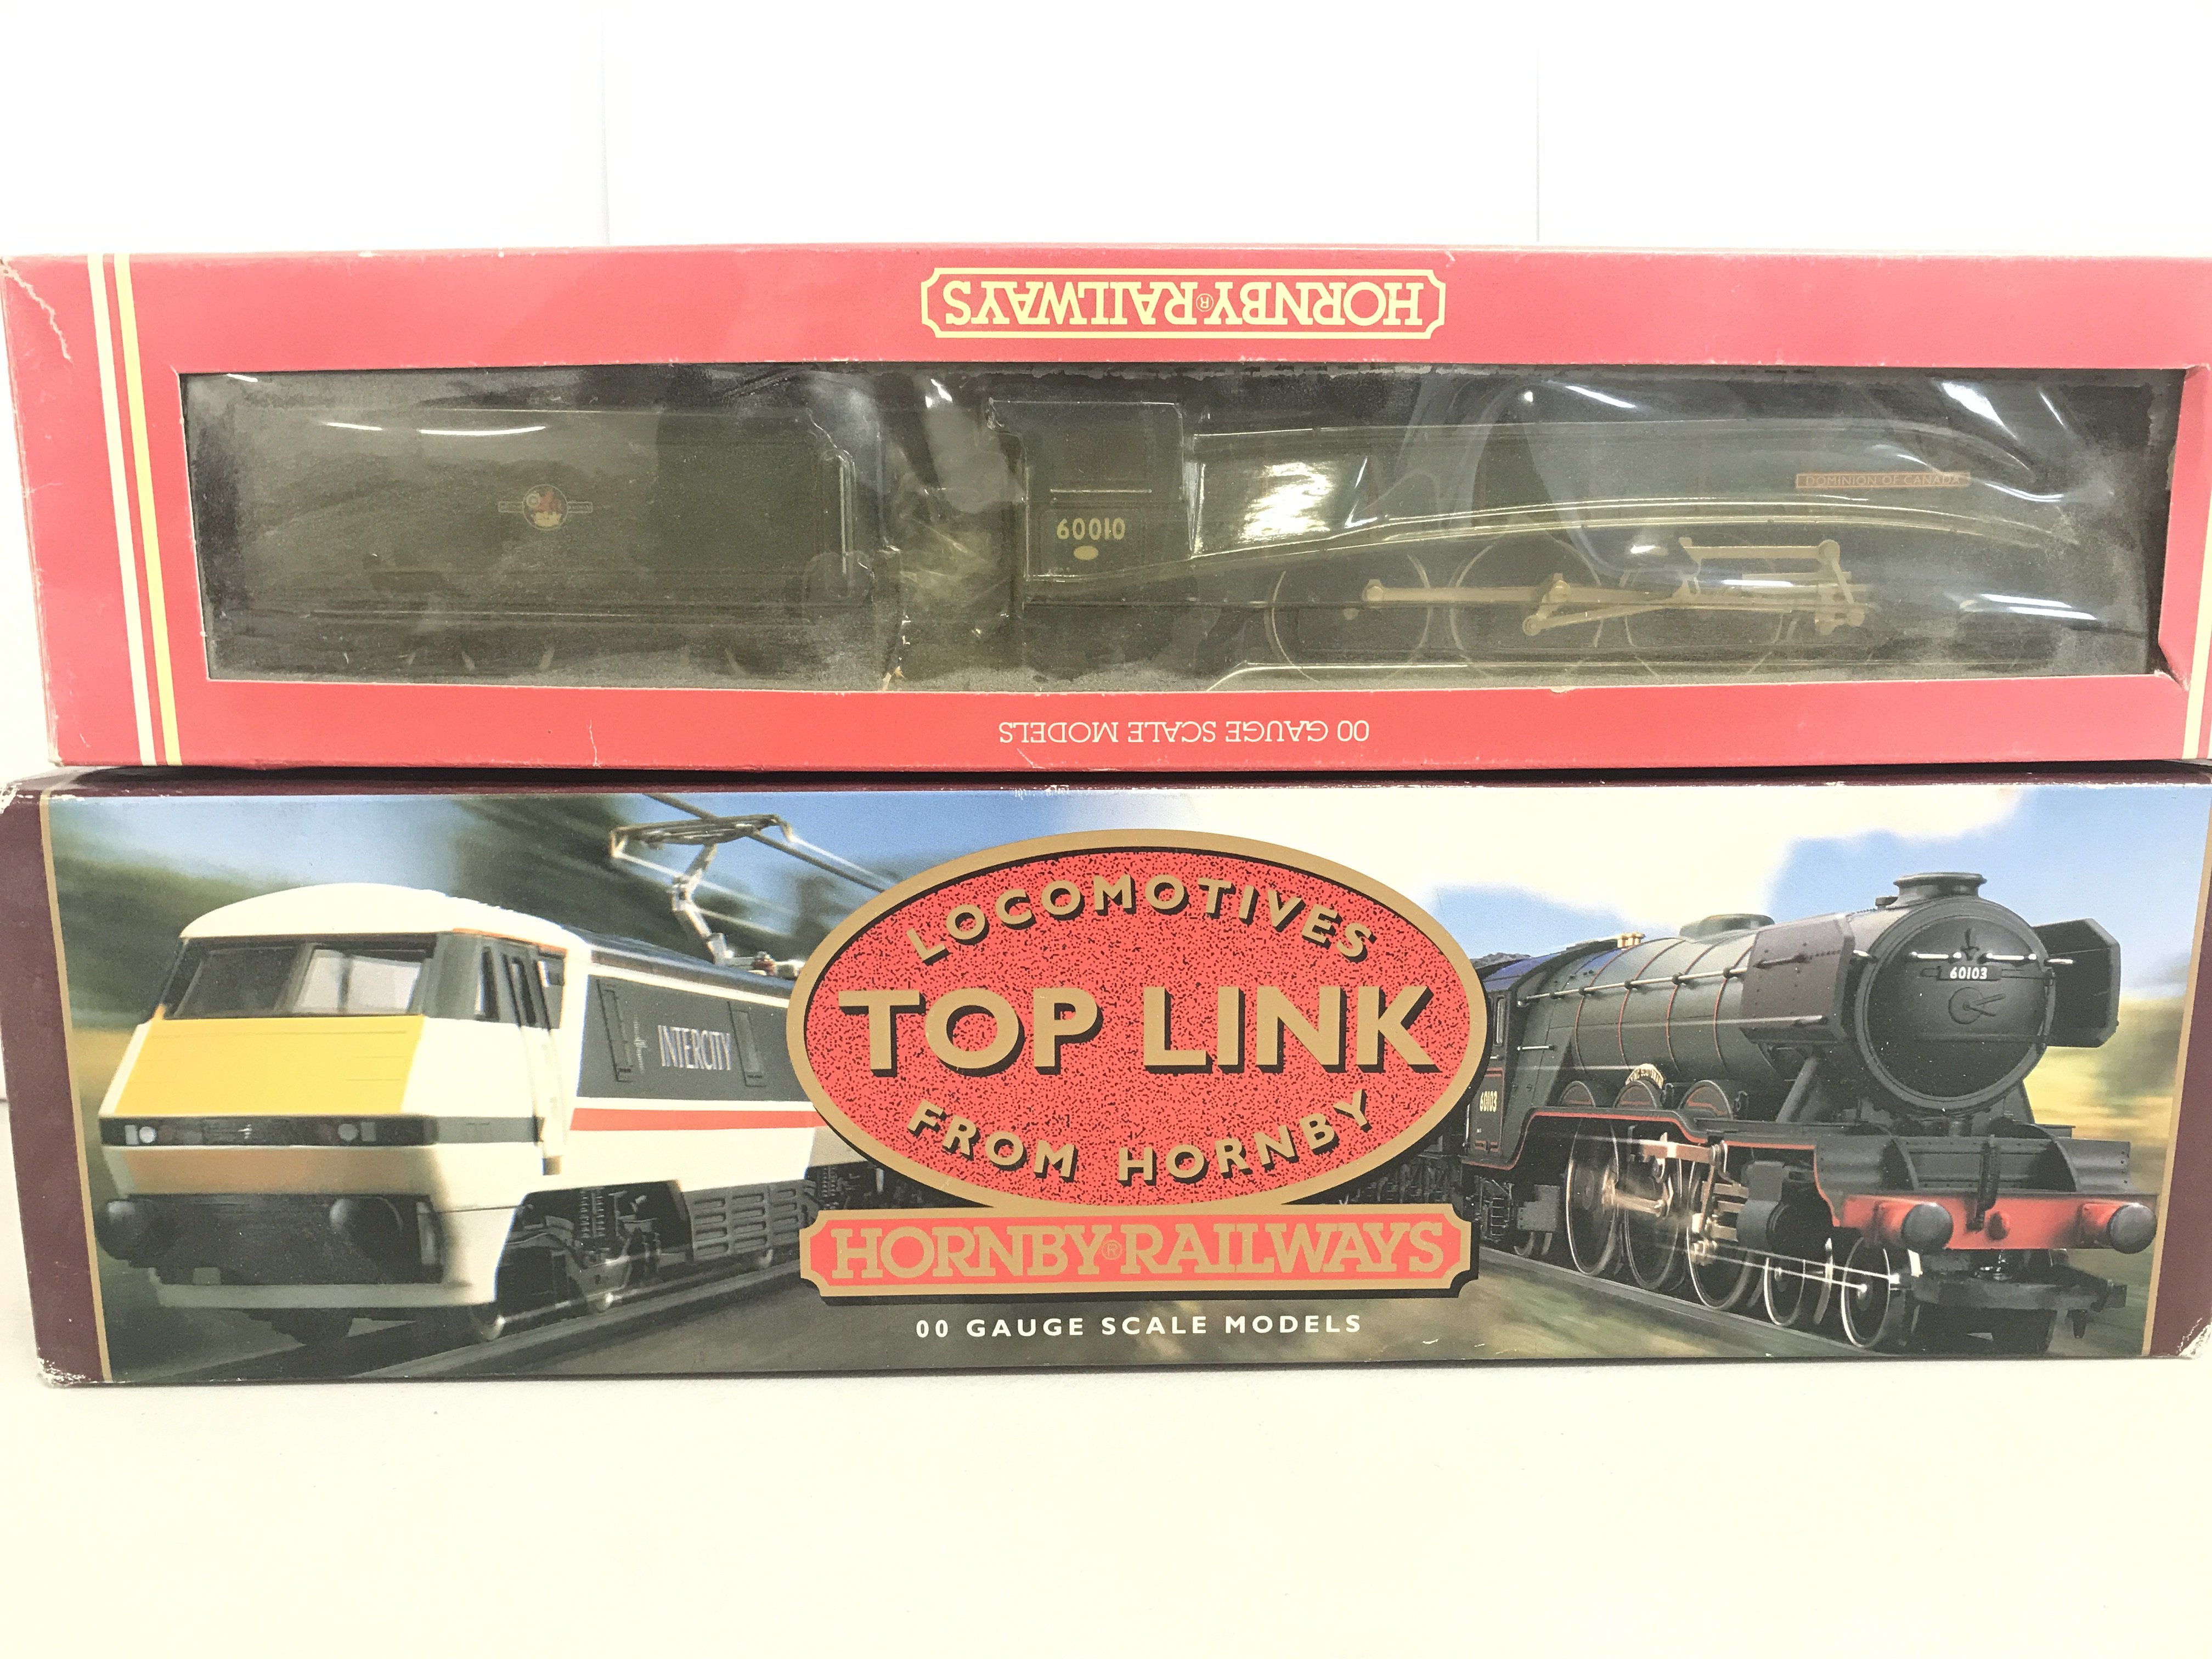 HORNBY® RAILWAYS
DOMINION OF CANADA
60010
00 GAUGE SCALE MODELS
LOCOMOTIVES
TOP LINK
FROM HORNBY
HORNBY® RAILWAYS
00 GAUGE SCALE MODELS
INTERCITY
60103
60103